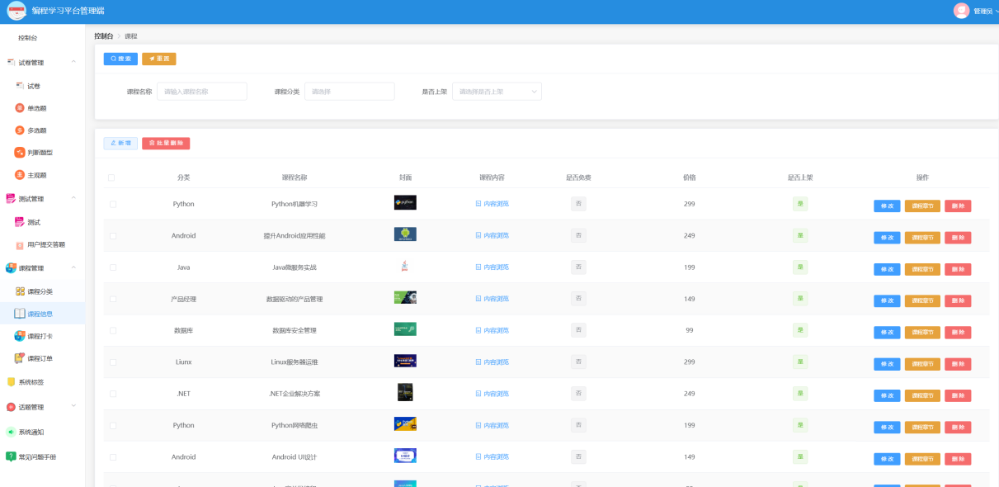 编程学习平台管理端
管理员
控制台
试卷管理
试卷
单选题
多选题
判断题型
主观题
测试管理
测试
用户提交答题
课程管理
课程分类
课程信息
课程打卡
课程订单
系统标签
话题管理
系统通知
常见问题手册
控制台 > 课程
搜索 重置
课程名称 请输入课程名称 课程分类 请选择 是否上架 请选择是否上架
新增 批量删除
分类 课程名称 封面 课程内容 是否免费 价格 是否上架 操作
Python Python机器学习 python 内容浏览 否 299 是 修改 课程章节 删除
Android 提升Android应用性能 内容浏览 否 249 是 修改 课程章节 删除
Java Java微服务实战 内容浏览 否 199 是 修改 课程章节 删除
产品经理 数据驱动的产品管理 内容浏览 否 149 是 修改 课程章节 删除
数据库 数据库安全管理 内容浏览 否 99 是 修改 课程章节 删除
Liunx Linux服务器运维 内容浏览 否 299 是 修改 课程章节 删除
.NET .NET企业解决方案 内容浏览 否 249 是 修改 课程章节 删除
Python Python网络爬虫 内容浏览 否 199 是 修改 课程章节 删除
Android Android UI设计 内容浏览 否 149 是 修改 课程章节 删除